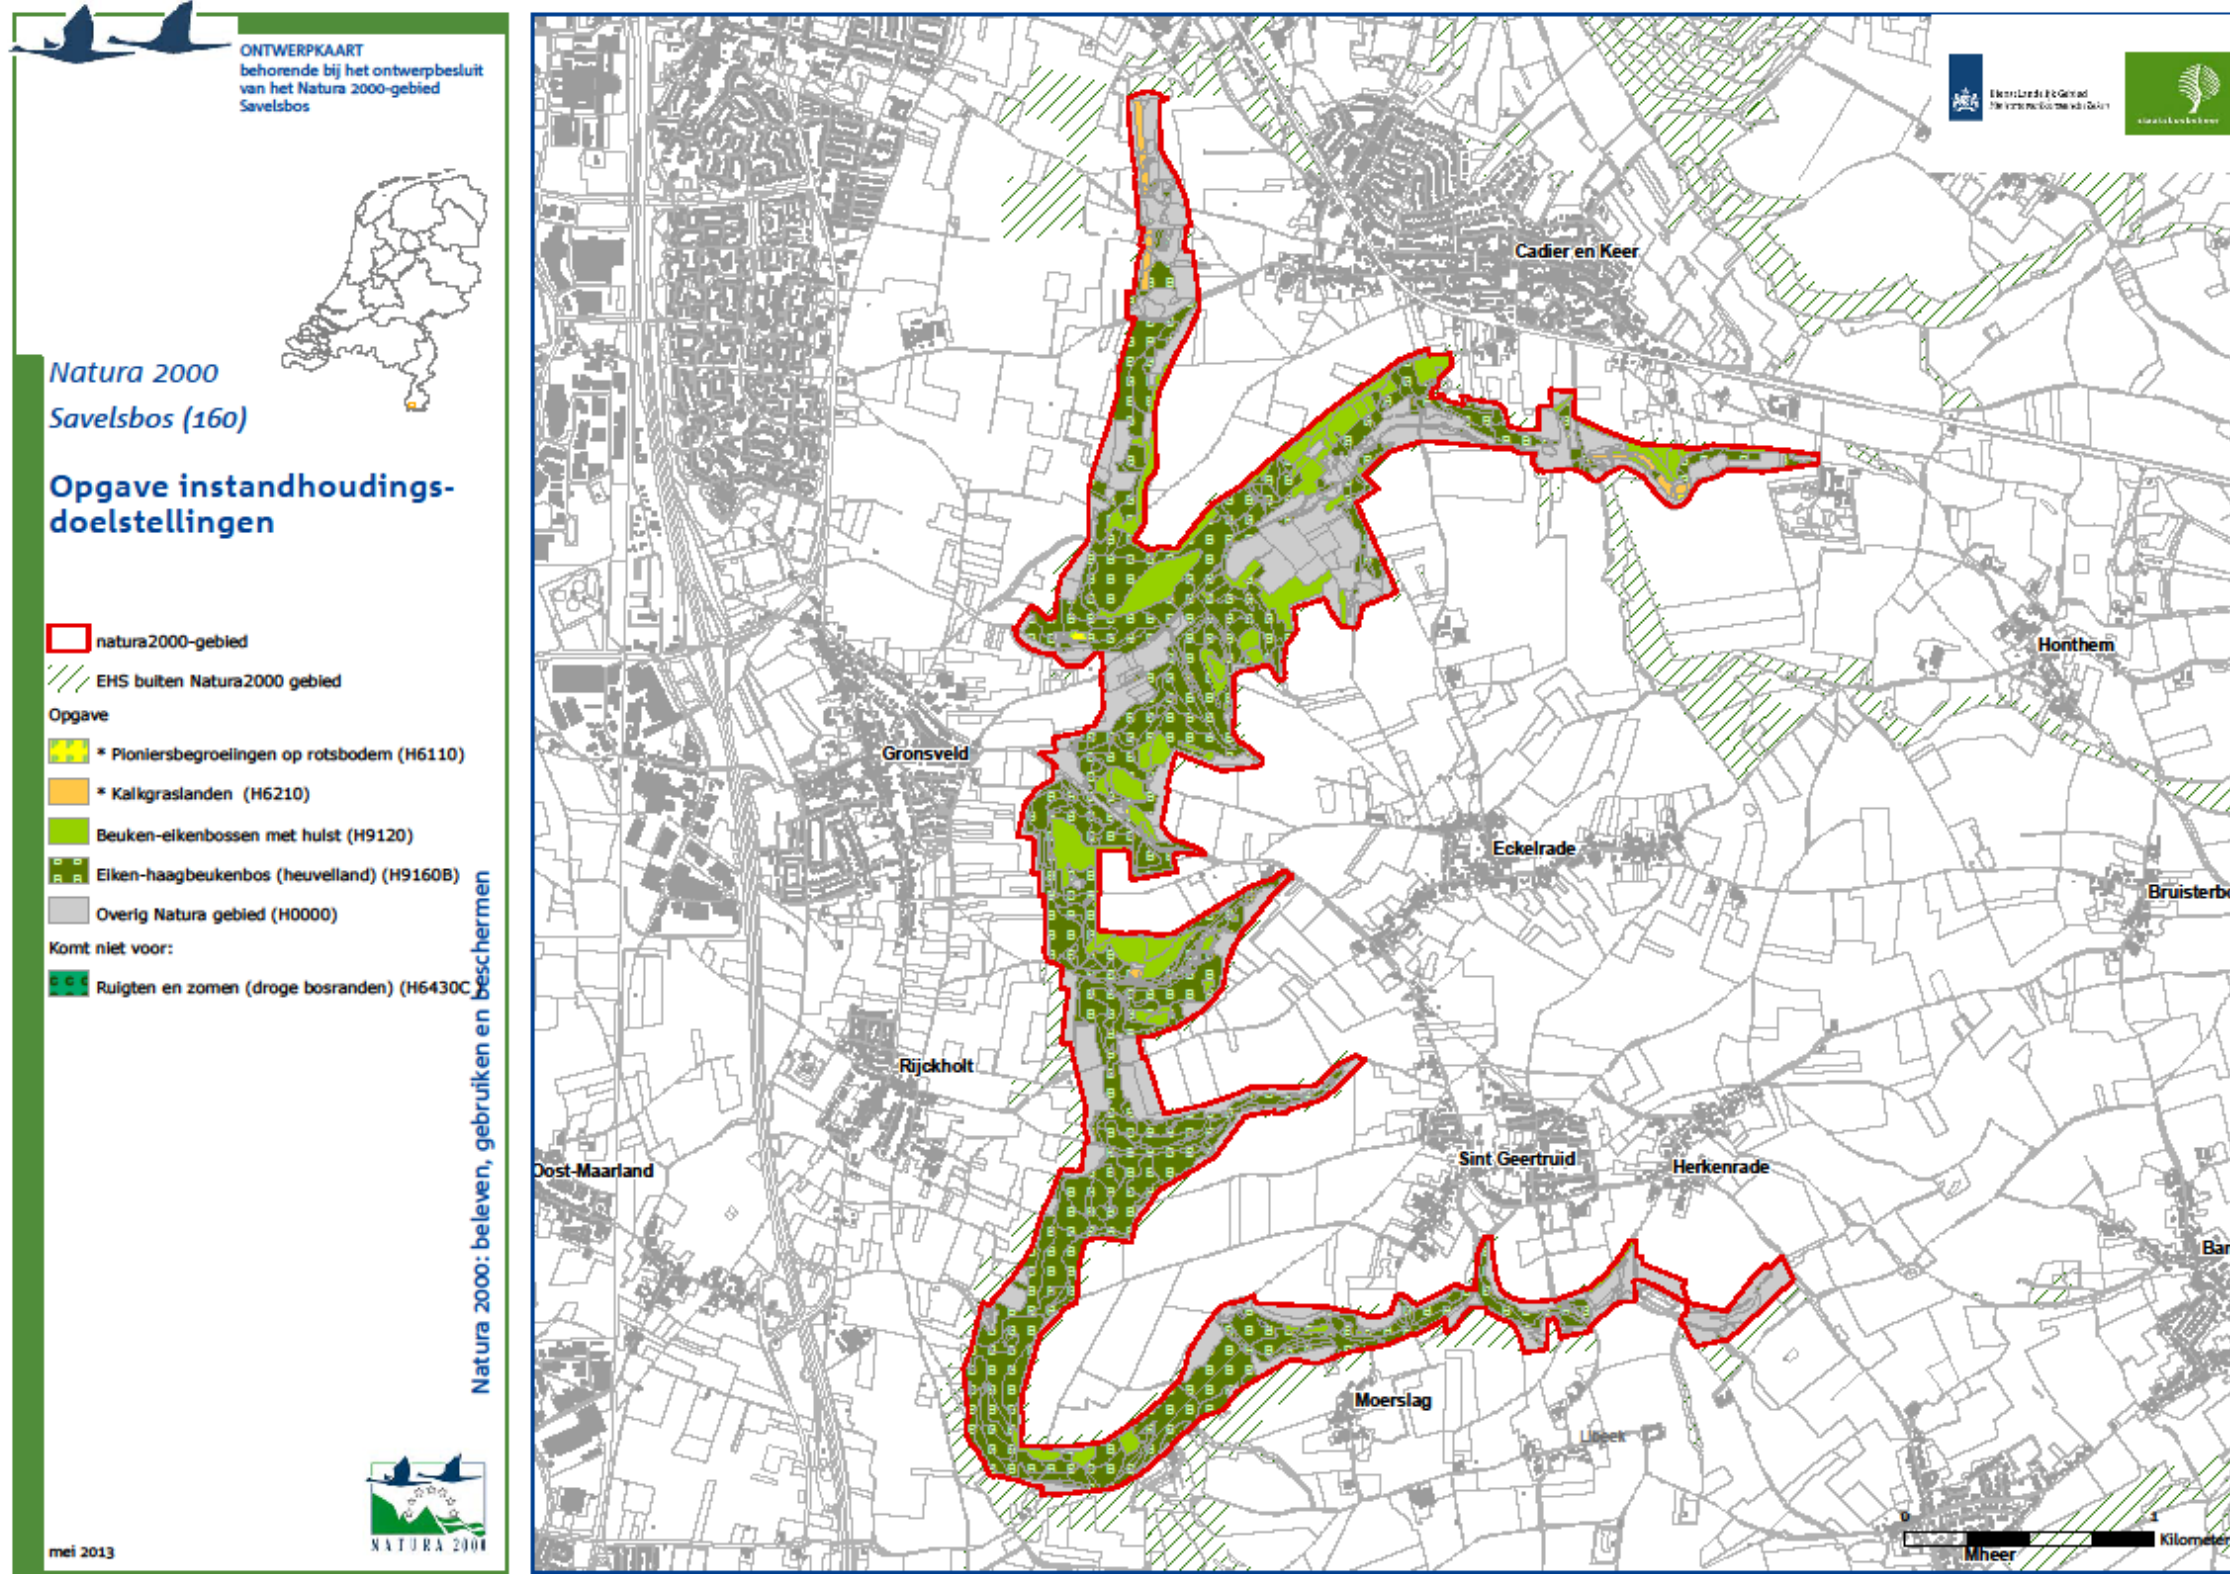 ONTWERPKAART
behorende bij het ontwerpbesluit
van het Natura 2000-gebied
Savelsbos
Natura 2000
Savelsbos (160)
Opgave instandhoudings-
doelstellingen
natura2000-gebied
EHS buiten Natura2000 gebied
Opgave
* Pioniersbegroeiingen op rotsbodem (H6110)
* Kalkgraslanden (H6210)
Beuken-eikenbossen met hulst (H9120)
Eiken-haagbeukenbos (heuvelland) (H9160B)
Overig Natura gebied (H0000)
Komt niet voor:
Ruigten en zomen (droge bosranden) (H6430C)
Natura 2000: beleven, gebruiken en beschermen
NATURA 2000
mei 2013
staatsbosbeheer
Cadier en Keer
Honthem
Gronsveld
Eckelrade
Bruisterbo
Rijckholt
Oost-Maarland
Sint Geertruid
Herkenrade
Bar
Moerslag
Libeek
0 1
Kilometer
Mheer